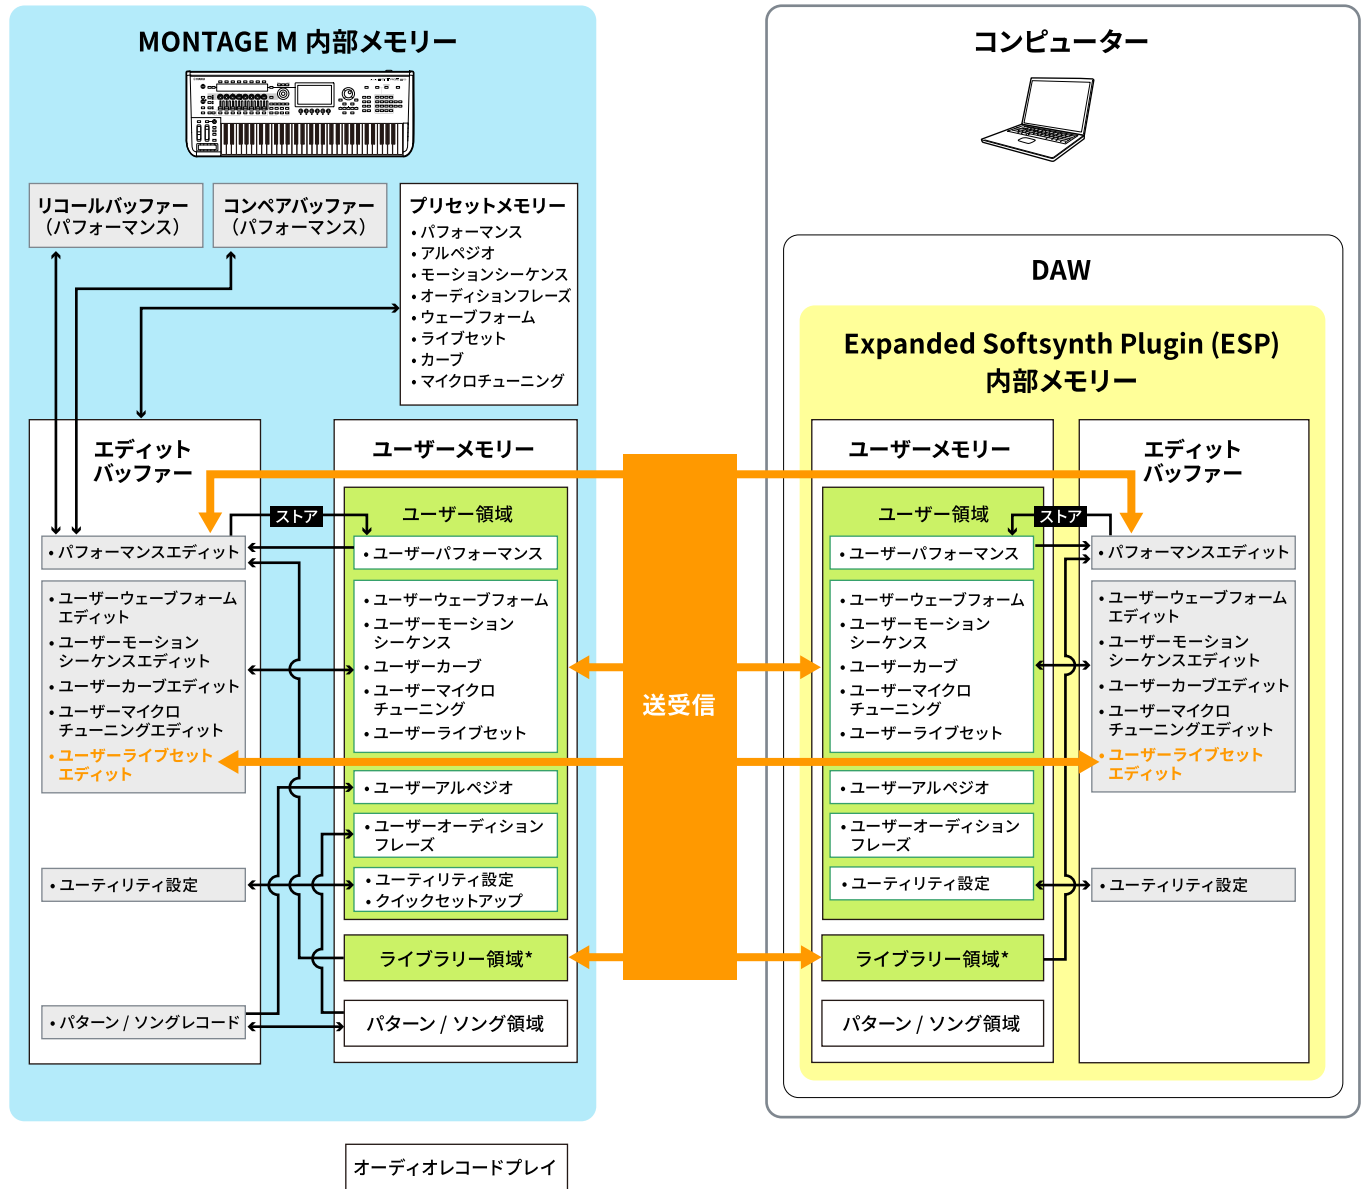 MONTAGE M 内部メモリー
リコールバッファー
（パフォーマンス）
コンペアバッファー
（パフォーマンス）
プリセットメモリー
• パフォーマンス
• アルペジオ
• モーションシーケンス
• オーディションフレーズ
• ウェーブフォーム
• ライブセット
• カーブ
• マイクロチューニング
エディット
バッファー
• パフォーマンスエディット
• ユーザーウェーブフォーム
エディット
• ユーザーモーション
シーケンスエディット
• ユーザーカーブエディット
• ユーザーマイクロ
チューニングエディット
• ユーザーライブセット
エディット
• ユーティリティ設定
• パターン / ソングレコード
ストア
ユーザーメモリー
ユーザー領域
• ユーザーパフォーマンス
• ユーザーウェーブフォーム
• ユーザーモーション
シーケンス
• ユーザーカーブ
• ユーザーマイクロ
チューニング
• ユーザーライブセット
• ユーザーアルペジオ
• ユーザーオーディション
フレーズ
• ユーティリティ設定
• クイックセットアップ
ライブラリー領域*
パターン / ソング領域
オーディオレコードプレイ
送受信
コンピューター
DAW
Expanded Softsynth Plugin (ESP)
内部メモリー
ユーザーメモリー
ユーザー領域
• ユーザーパフォーマンス
• ユーザーウェーブフォーム
• ユーザーモーション
シーケンス
• ユーザーカーブ
• ユーザーマイクロ
チューニング
• ユーザーライブセット
• ユーザーアルペジオ
• ユーザーオーディション
フレーズ
• ユーティリティ設定
ライブラリー領域*
パターン / ソング領域
ストア
エディット
バッファー
• パフォーマンスエディット
• ユーザーウェーブフォーム
エディット
• ユーザーモーション
シーケンスエディット
• ユーザーカーブエディット
• ユーザーマイクロ
チューニングエディット
• ユーザーライブセット
エディット
• ユーティリティ設定